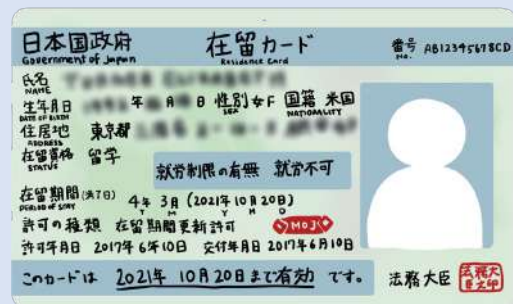 日本国政府 在留カード 番号 AB12345678CD
Government of Japan Residence Card No.
氏名
NAME
生年月日 年 月 日 性別 女F 国籍 米国
DATE OF BIRTH SEX NATIONALITY
住居地 東京都
ADDRESS
在留資格 留学
STATUS
就労制限の有無 就労不可
在留期間(満了日) 4年3月(2021年10月20日)
PERIOD OF STAY Y M Y M D
許可の種類 在留期間更新許可 MOJ
許可年月日 2017年6年10日 交付年月日 2017年6月10日
このカードは 2021年10月20日まで有効 です。 法務大臣